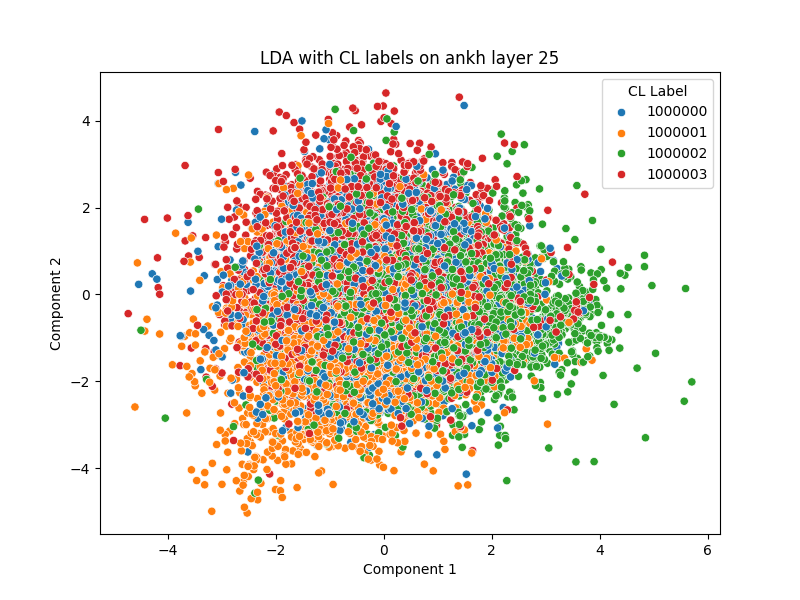 LDA with CL labels on ankh layer 25
CL Label
1000000
1000001
1000002
1000003
4
2
0
−2
−4
Component 2
−4 −2 0 2 4 6
Component 1